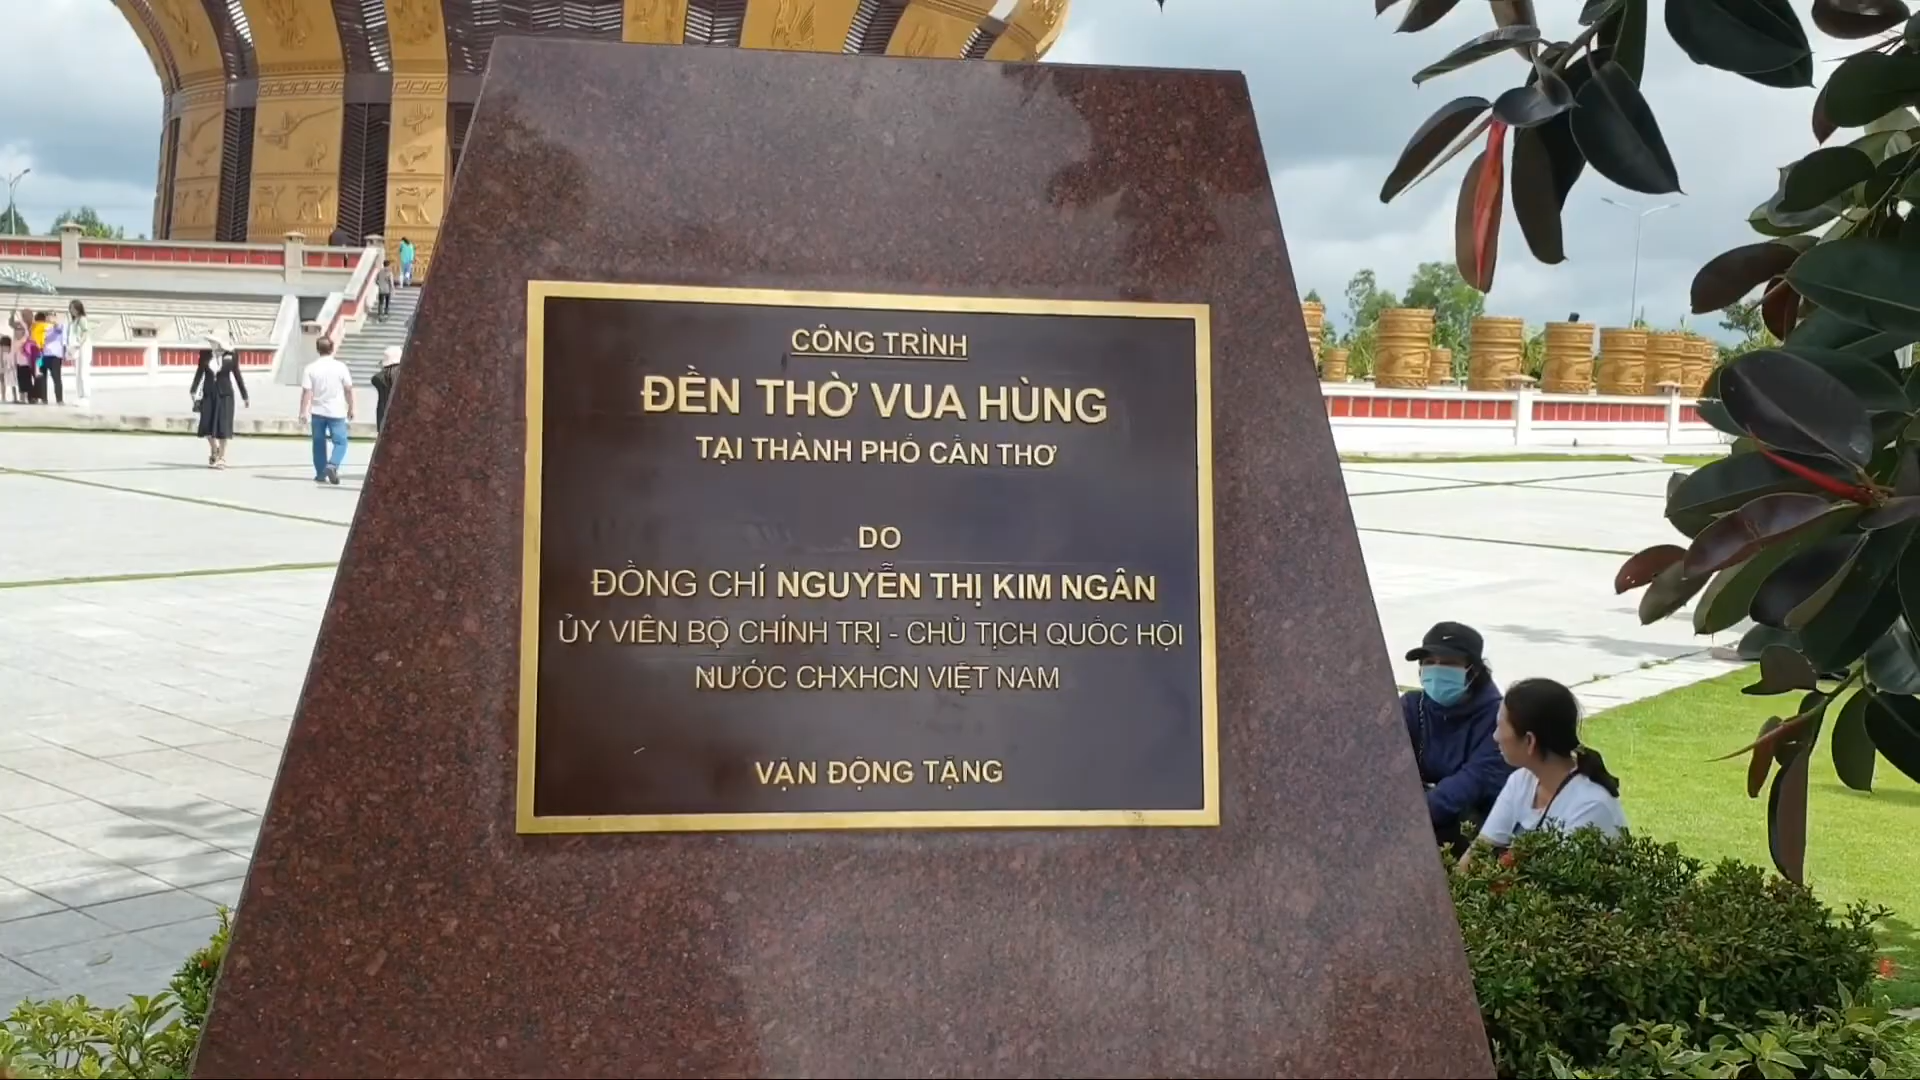 CÔNG TRÌNH
ĐỀN THỜ VUA HÙNG
TẠI THÀNH PHỐ CẦN THƠ
DO
ĐỒNG CHÍ NGUYỄN THỊ KIM NGÂN
ỦY VIÊN BỘ CHÍNH TRỊ - CHỦ TỊCH QUỐC HỘI
NƯỚC CHXHCN VIỆT NAM
VẬN ĐỘNG TẶNG